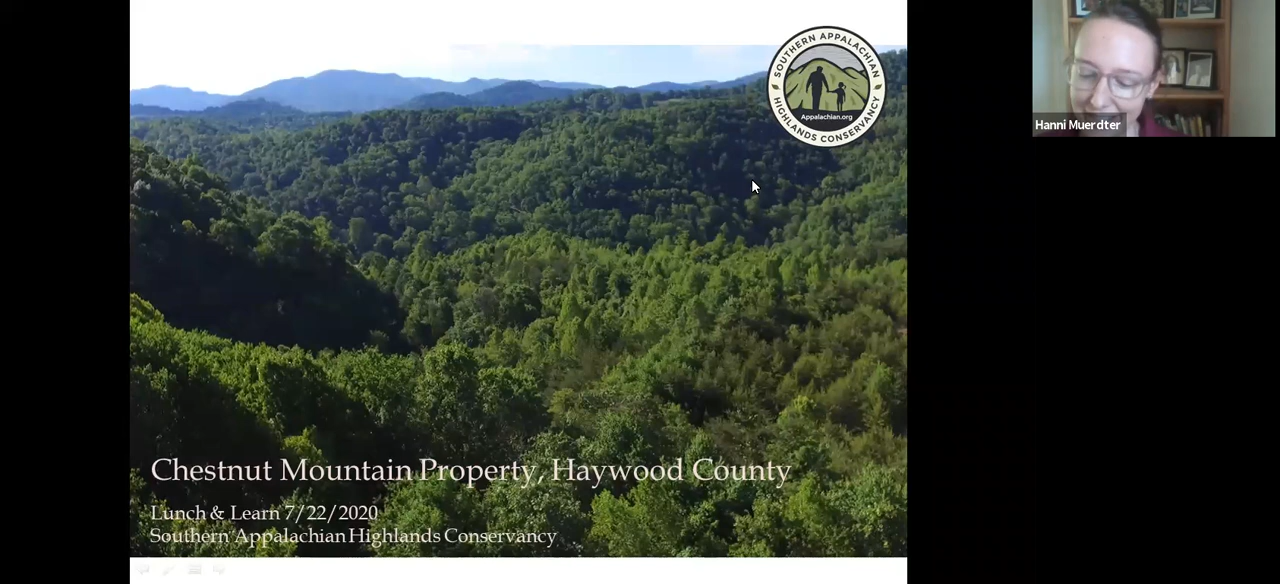 SOUTHERN APPALACHIAN
HIGHLANDS CONSERVANCY
Appalachian.org
Hanni Muerdter
Chestnut Mountain Property, Haywood County
Lunch & Learn 7/22/2020
Southern Appalachian Highlands Conservancy